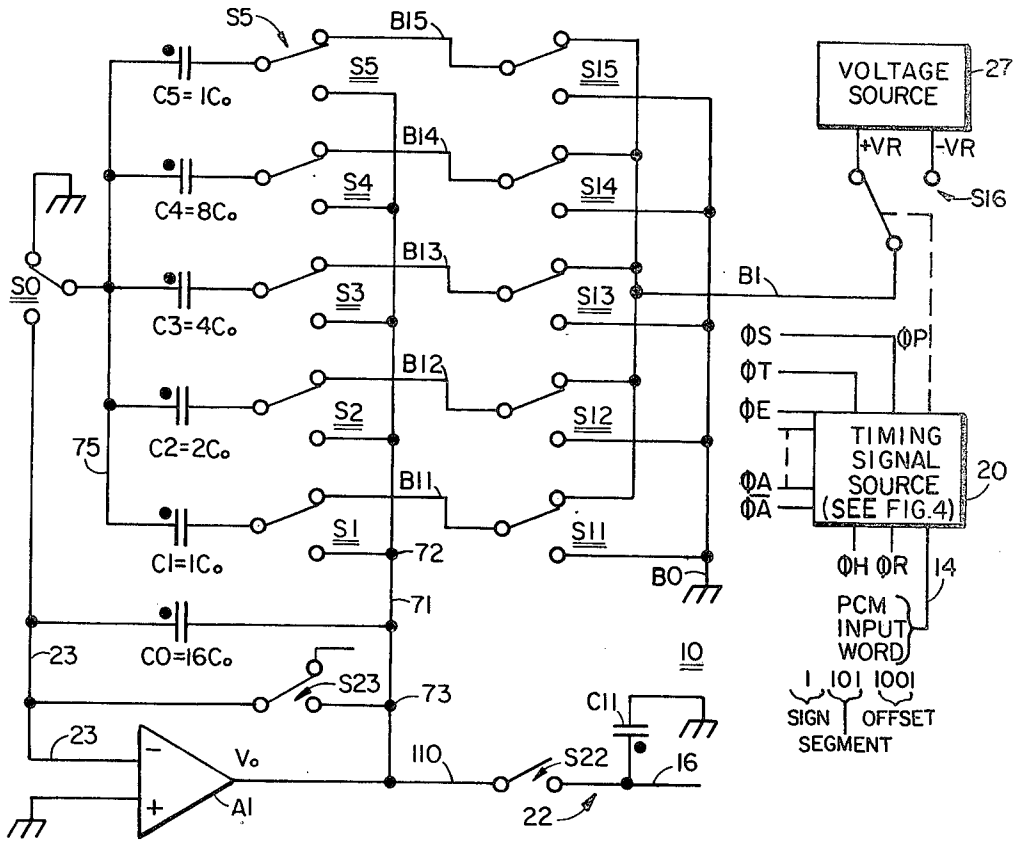 S5
B15
C5=1C₀
S5
S15
VOLTAGE
SOURCE
27
+VR
-VR
S16
B14
C4=8C₀
S4
S14
S0
B13
C3=4C₀
S3
S13
B1
ΦS
ΦP
ΦT
ΦE
ΦA
Φ̅A̅
B12
C2=2C₀
S2
S12
75
TIMING
SIGNAL
SOURCE
(SEE FIG.4)
20
B11
C1=1C₀
S1
S11
72
B0
ΦH
ΦR
14
71
PCM
INPUT
WORD
C0=16C₀
10
1 101 1001
SIGN
OFFSET
SEGMENT
23
S23
73
C11
23
V₀
110
S22
16
−
+
A1
22